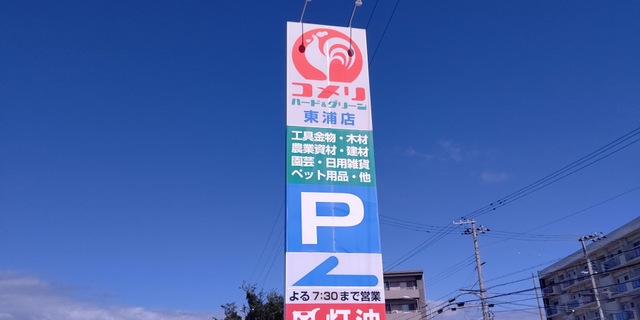 コメリ
ハード&グリーン
東浦店
工具金物・木材
農業資材・建材
園芸・日用雑貨
ペット用品・他
P
よる7:30まで営業
灯油